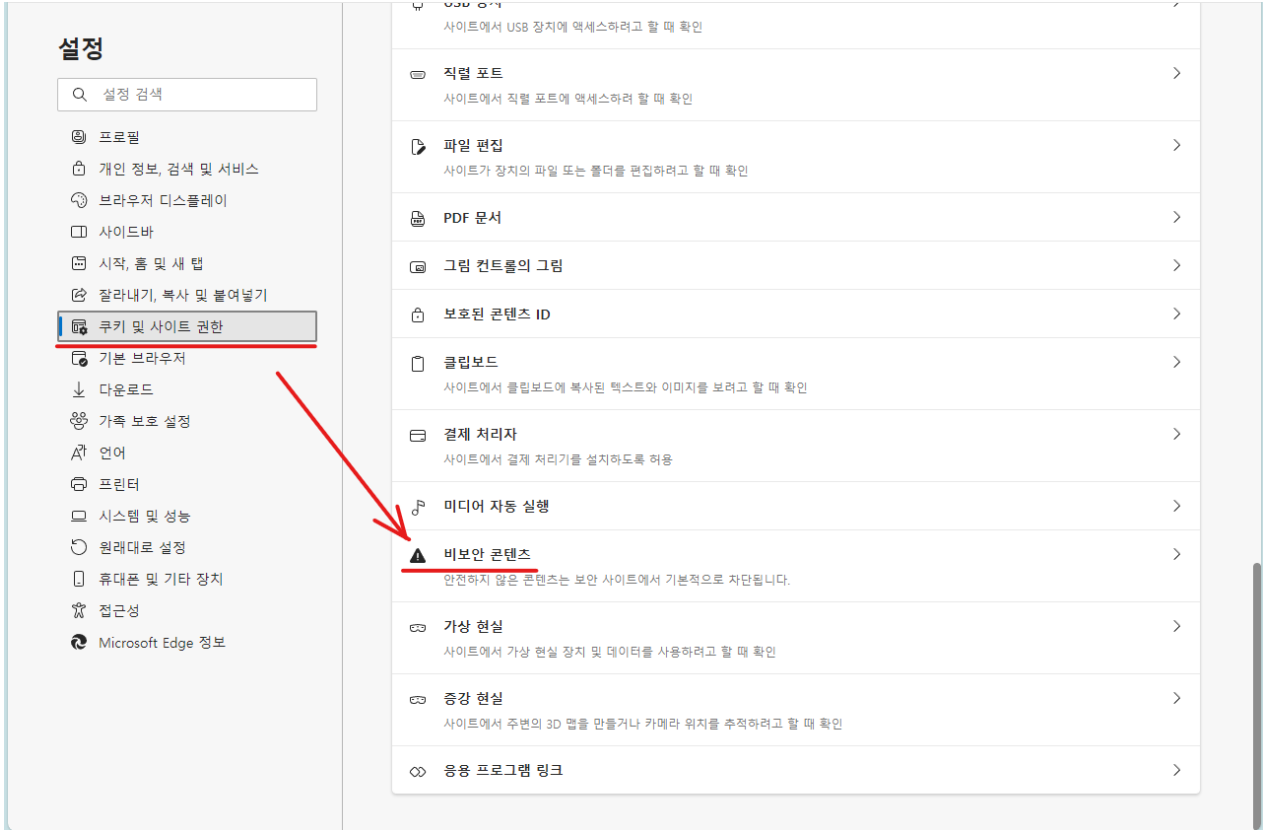 설정
설정 검색
프로필
개인 정보, 검색 및 서비스
브라우저 디스플레이
사이드바
시작, 홈 및 새 탭
잘라내기, 복사 및 붙여넣기
쿠키 및 사이트 권한
기본 브라우저
다운로드
가족 보호 설정
언어
프린터
시스템 및 성능
원래대로 설정
휴대폰 및 기타 장치
접근성
Microsoft Edge 정보
USB 장치
사이트에서 USB 장치에 액세스하려고 할 때 확인
직렬 포트
사이트에서 직렬 포트에 액세스하려 할 때 확인
파일 편집
사이트가 장치의 파일 또는 폴더를 편집하려고 할 때 확인
PDF 문서
그림 컨트롤의 그림
보호된 콘텐츠 ID
클립보드
사이트에서 클립보드에 복사된 텍스트와 이미지를 보려고 할 때 확인
결제 처리자
사이트에서 결제 처리기를 설치하도록 허용
미디어 자동 실행
비보안 콘텐츠
안전하지 않은 콘텐츠는 보안 사이트에서 기본적으로 차단됩니다.
가상 현실
사이트에서 가상 현실 장치 및 데이터를 사용하려고 할 때 확인
증강 현실
사이트에서 주변의 3D 맵을 만들거나 카메라 위치를 추적하려고 할 때 확인
응용 프로그램 링크